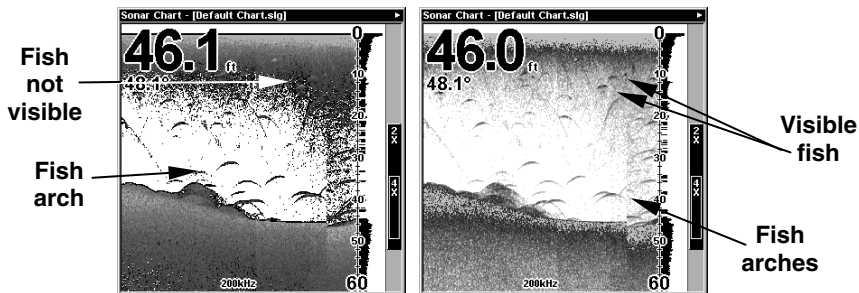 Sonar Chart - [Default Chart.slg]
46.1 ft
48.1°
0
10
20
30
40
50
60
2X
4X
200kHz
Fish
not
visible
Fish
arch
Sonar Chart - [Default Chart.slg]
46.0 ft
48.1°
0
10
20
30
40
50
60
2X
4X
200kHz
Visible
fish
Fish
arches